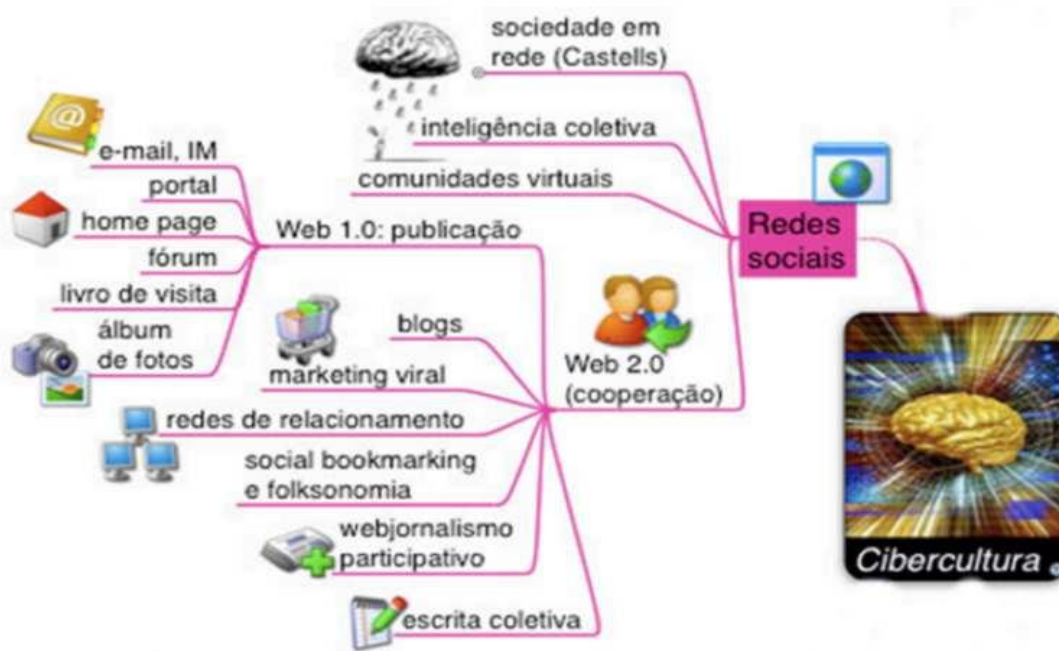 sociedade em
rede (Castells)
inteligência coletiva
comunidades virtuais
Redes
sociais
e-mail, IM
portal
home page
fórum
livro de visita
álbum
de fotos
Web 1.0: publicação
Web 2.0
(cooperação)
blogs
marketing viral
redes de relacionamento
social bookmarking
e folksonomia
webjornalismo
participativo
escrita coletiva
Cibercultura